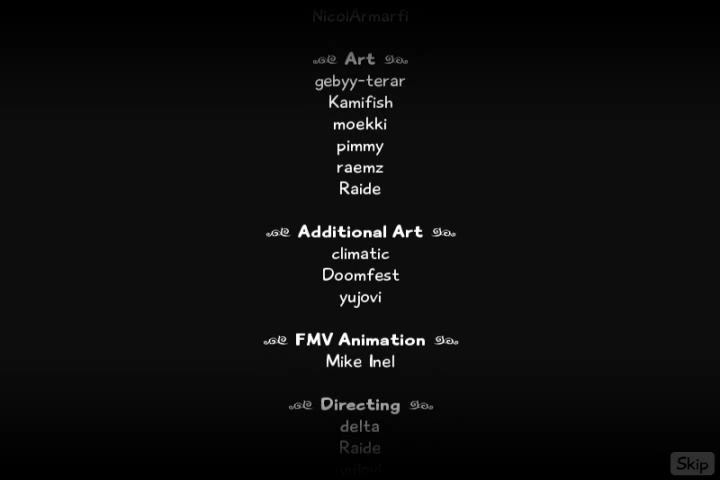 NicolArmarfi
Art
gebyy-terar
Kamifish
moekki
pimmy
raemz
Raide
Additional Art
climatic
Doomfest
yujovi
FMV Animation
Mike Inel
Directing
delta
Raide
yujovi
Skip